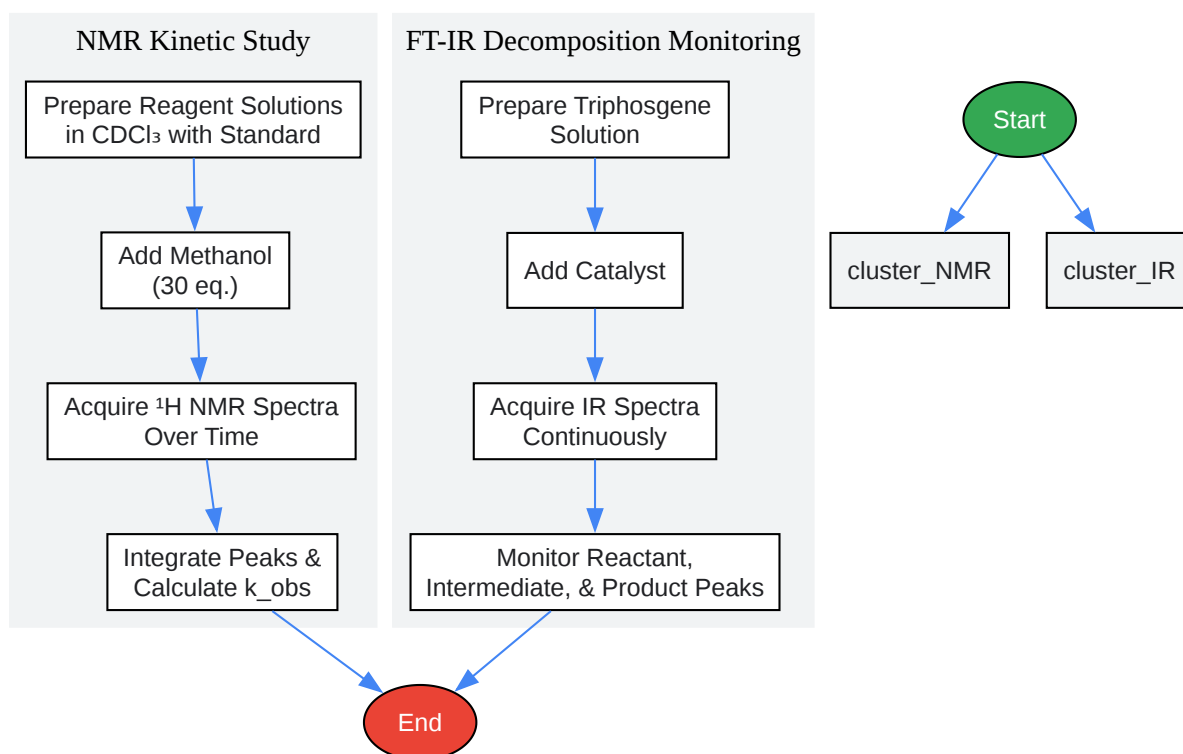 NMR Kinetic Study
Prepare Reagent Solutions
in CDCl₃ with Standard
Add Methanol
(30 eq.)
Acquire ¹H NMR Spectra
Over Time
Integrate Peaks &
Calculate k_obs
FT-IR Decomposition Monitoring
Prepare Triphosgene
Solution
Add Catalyst
Acquire IR Spectra
Continuously
Monitor Reactant,
Intermediate, & Product Peaks
End
Start
cluster_NMR
cluster_IR